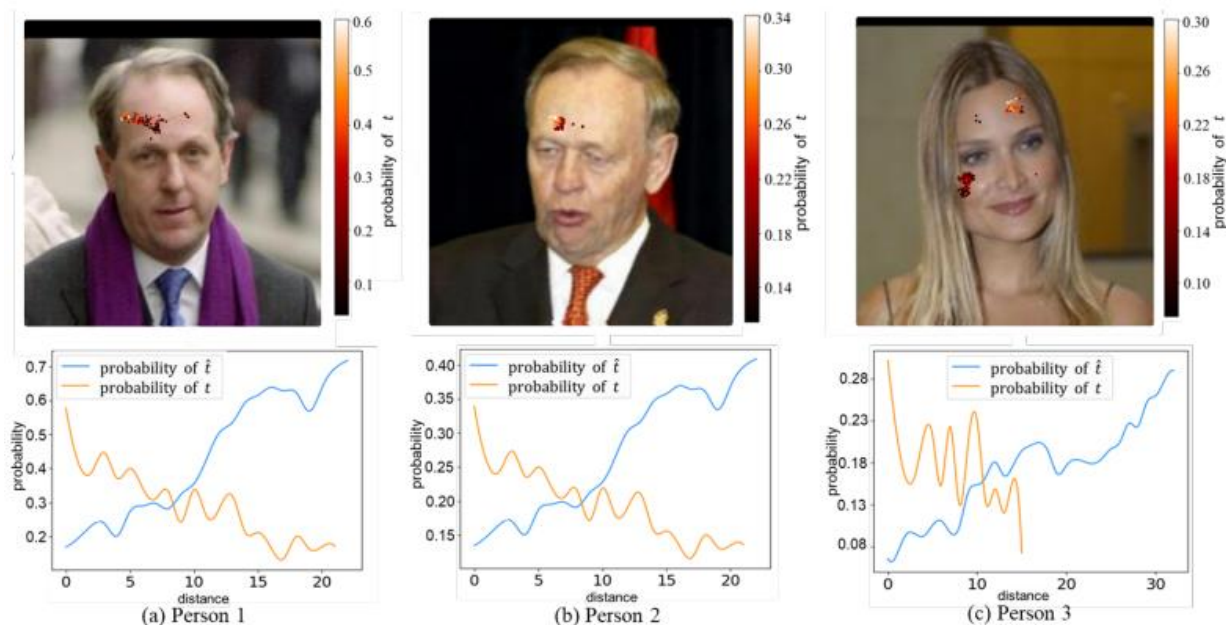 0.6
0.5
0.4
0.3
0.2
0.1
probability of t
0.34
0.30
0.26
0.22
0.18
0.14
probability of t
0.30
0.26
0.22
0.18
0.14
0.10
probability of t
probability of t̂
probability of t
0.7
0.6
0.5
0.4
0.3
0.2
probability
0 5 10 15 20
distance
(a) Person 1
probability of t̂
probability of t
0.40
0.35
0.30
0.25
0.20
0.15
probability
0 5 10 15 20
distance
(b) Person 2
probability of t̂
probability of t
0.28
0.23
0.18
0.13
0.08
probability
0 10 20 30
distance
(c) Person 3